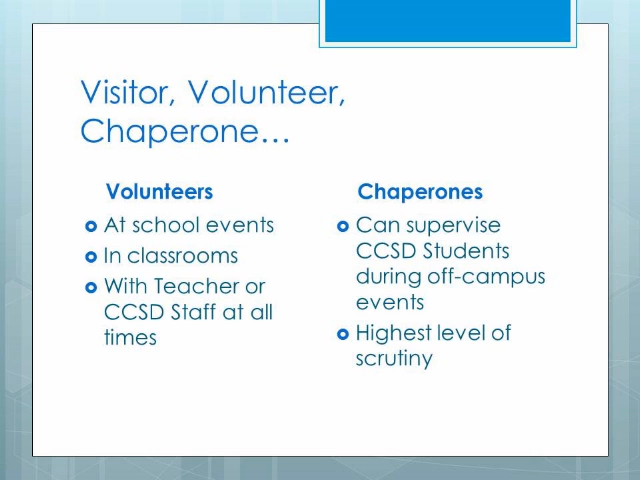 Visitor, Volunteer,
Chaperone…
Volunteers
At school events
In classrooms
With Teacher or
CCSD Staff at all
times
Chaperones
Can supervise
CCSD Students
during off-campus
events
Highest level of
scrutiny